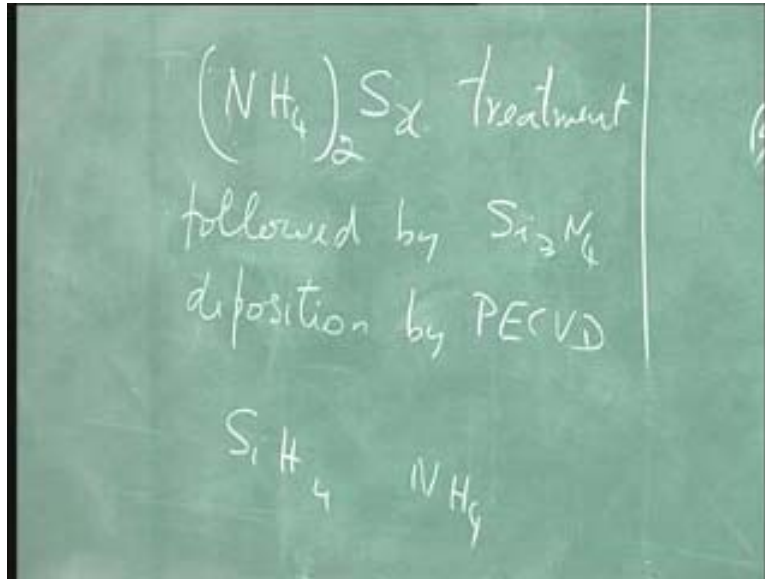 (NH₄)₂Sx treatment
followed by Si₃N₄
deposition by PECVD
SiH₄ NH₄